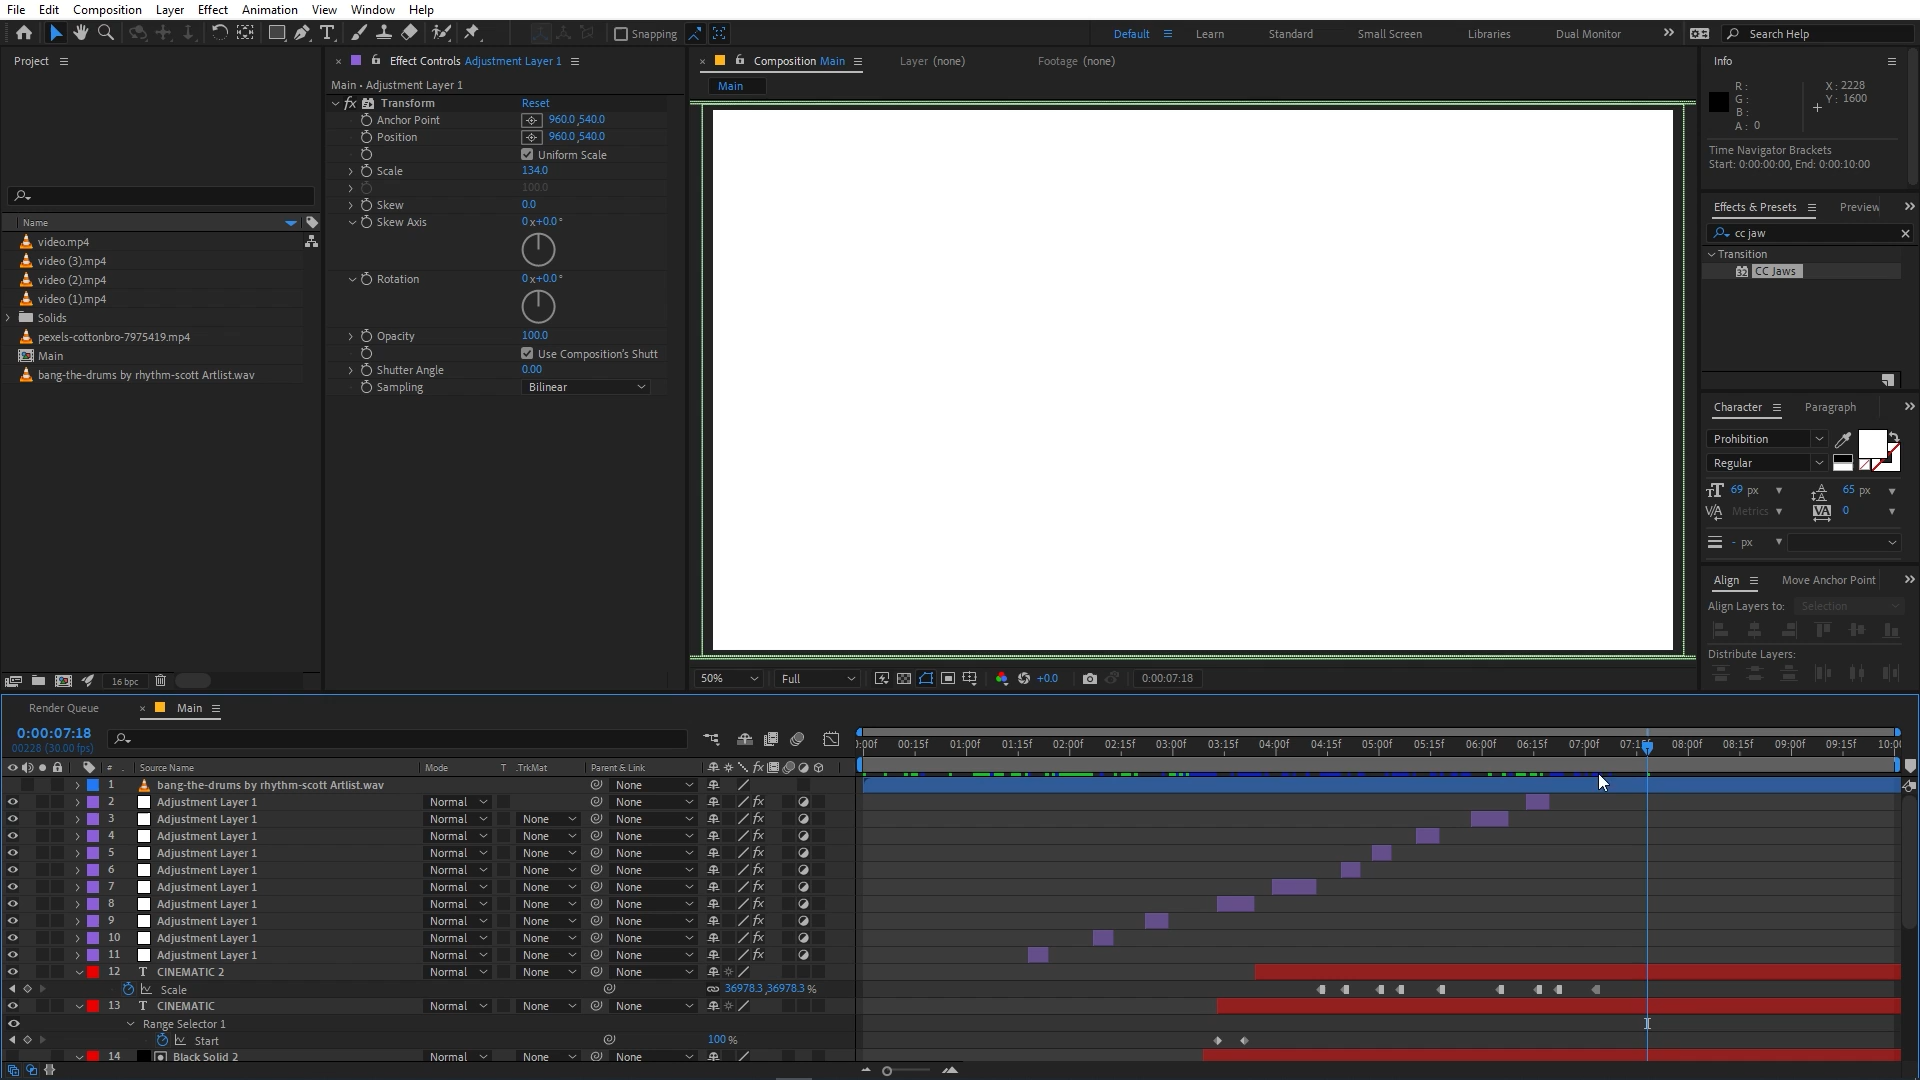 File Edit Composition Layer Effect Animation View Window Help
Snapping
Default Learn Standard Small Screen Libraries Dual Monitor Search Help
Project
Effect Controls Adjustment Layer 1
Composition Main Layer (none) Footage (none)
Info
Main • Adjustment Layer 1
Main
fx Transform Reset
Anchor Point 960.0,540.0
Position 960.0,540.0
Uniform Scale
Scale 134.0
100.0
Skew 0.0
Skew Axis 0x+0.0°
Rotation 0x+0.0°
Opacity 100.0
Use Composition's Shutt
Shutter Angle 0.00
Sampling Bilinear
R:
G:
B:
A: 0
X: 2228
Y: 1600
Time Navigator Brackets
Start: 0:00:00:00, End: 0:00:10:00
Effects & Presets Preview
cc jaw
Transition
32 CC Jaws
Name
video.mp4
video (3).mp4
video (2).mp4
video (1).mp4
Solids
pexels-cottonbro-7975419.mp4
Main
bang-the-drums by rhythm-scott Artlist.wav
Character Paragraph
Prohibition
Regular
69 px 65 px
Metrics 0
- px
Align Move Anchor Point
Align Layers to: Selection
Distribute Layers:
16 bpc
50% Full +0.0 0:00:07:18
Render Queue Main
0:00:07:18
00228 (30.00 fps)
:00f 00:15f 01:00f 01:15f 02:00f 02:15f 03:00f 03:15f 04:00f 04:15f 05:00f 05:15f 06:00f 06:15f 07:00f 07:15f 08:00f 08:15f 09:00f 09:15f 10:00
# Source Name Mode T .TrkMat Parent & Link
1 bang-the-drums by rhythm-scott Artlist.wav None
2 Adjustment Layer 1 Normal None fx
3 Adjustment Layer 1 Normal None None fx
4 Adjustment Layer 1 Normal None None fx
5 Adjustment Layer 1 Normal None None fx
6 Adjustment Layer 1 Normal None None fx
7 Adjustment Layer 1 Normal None None fx
8 Adjustment Layer 1 Normal None None fx
9 Adjustment Layer 1 Normal None None fx
10 Adjustment Layer 1 Normal None None fx
11 Adjustment Layer 1 Normal None None fx
12 T CINEMATIC 2 Normal None None
Scale 36978.3,36978.3 %
13 T CINEMATIC Normal None None
Range Selector 1
Start 100 %
14 Black Solid 2 Normal None None